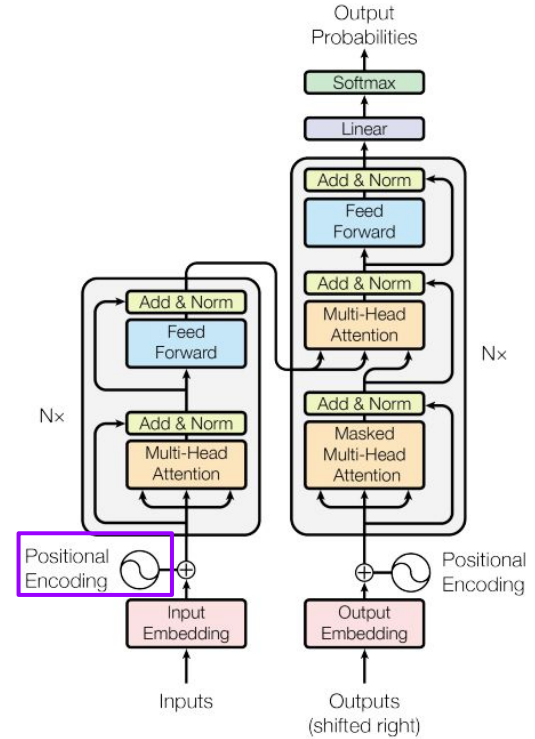 Output
Probabilities
Softmax
Linear
Add & Norm
Feed
Forward
Add & Norm
Multi-Head
Attention
Add & Norm
Masked
Multi-Head
Attention
Nx
Add & Norm
Feed
Forward
Add & Norm
Multi-Head
Attention
Nx
Positional
Encoding
Positional
Encoding
Input
Embedding
Output
Embedding
Inputs
Outputs
(shifted right)